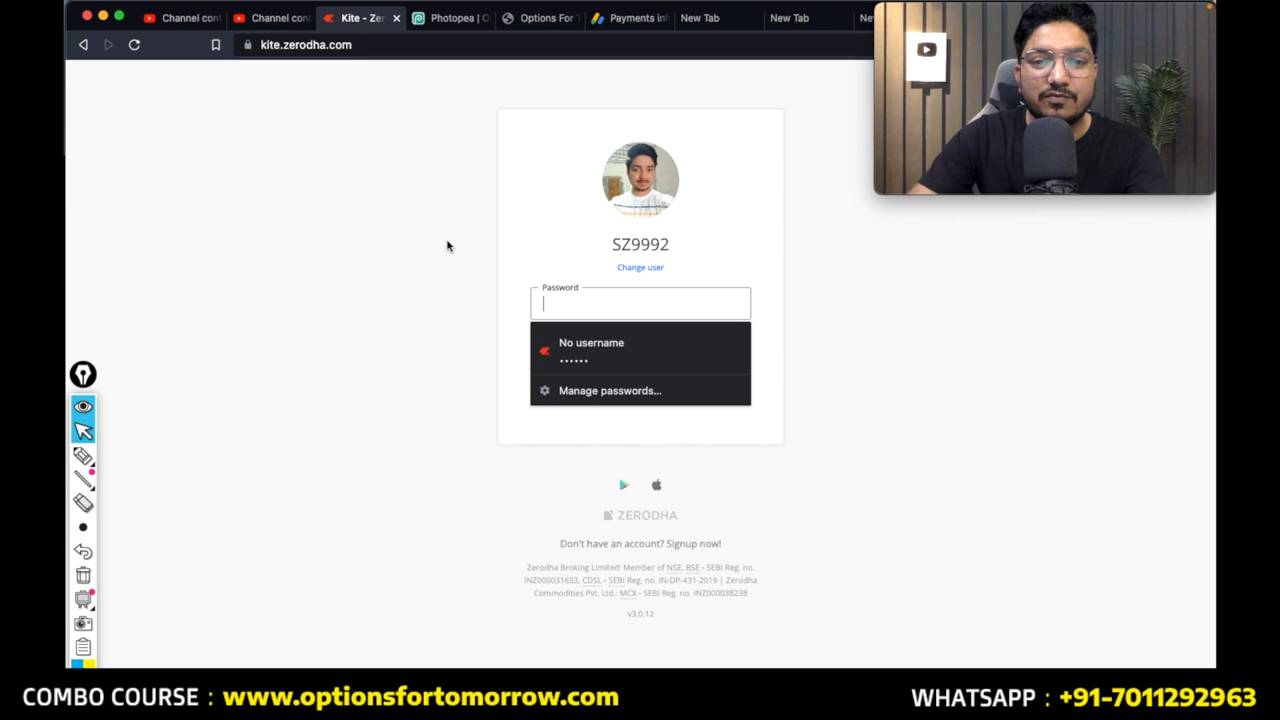 Channel con
Channel con
Kite - Zer
Photopea | O
Options For T
Payments inf
New Tab
New Tab
kite.zerodha.com
SZ9992
Change user
Password
No username
••••••
Manage passwords...
ZERODHA
Don't have an account? Signup now!
Zerodha Broking Limited: Member of NSE, BSE - SEBI Reg. no.
INZ000031633, CDSL - SEBI Reg. no. IN-DP-431-2019 | Zerodha
Commodities Pvt. Ltd.: MCX - SEBI Reg. no. INZ000038238
v3.0.12
COMBO COURSE : www.optionsfortomorrow.com
WHATSAPP : +91-7011292963